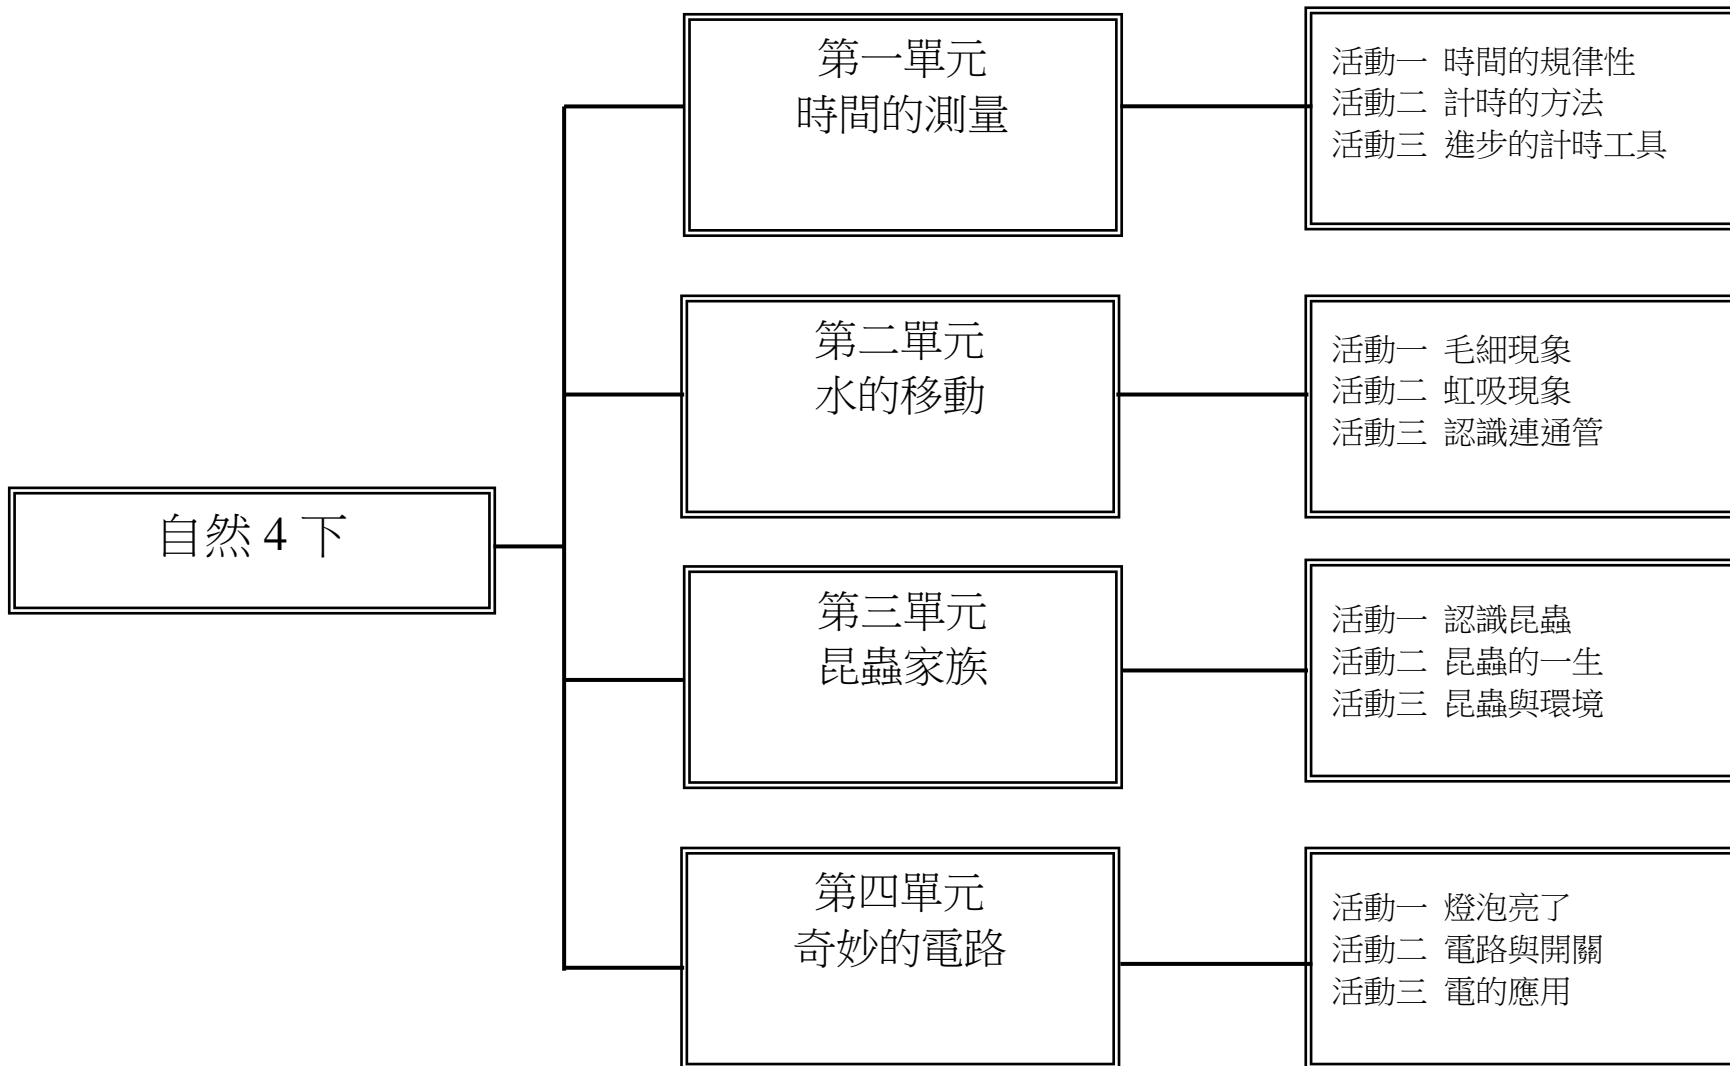 自然 4 下
第一單元
時間的測量
活動一 時間的規律性
活動二 計時的方法
活動三 進步的計時工具
第二單元
水的移動
活動一 毛細現象
活動二 虹吸現象
活動三 認識連通管
第三單元
昆蟲家族
活動一 認識昆蟲
活動二 昆蟲的一生
活動三 昆蟲與環境
第四單元
奇妙的電路
活動一 燈泡亮了
活動二 電路與開關
活動三 電的應用